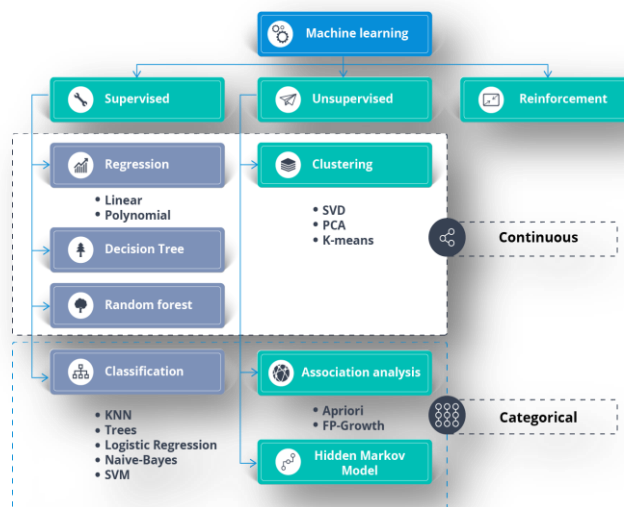 Machine learning
Supervised
Unsupervised
Reinforcement
Regression
• Linear
• Polynomial
Decision Tree
Random forest
Clustering
• SVD
• PCA
• K-means
Continuous
Classification
• KNN
• Trees
• Logistic Regression
• Naive-Bayes
• SVM
Association analysis
• Apriori
• FP-Growth
Hidden Markov
Model
Categorical